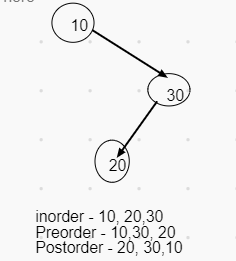 10
30
20
inorder - 10, 20,30
Preorder - 10,30, 20
Postorder - 20, 30,10